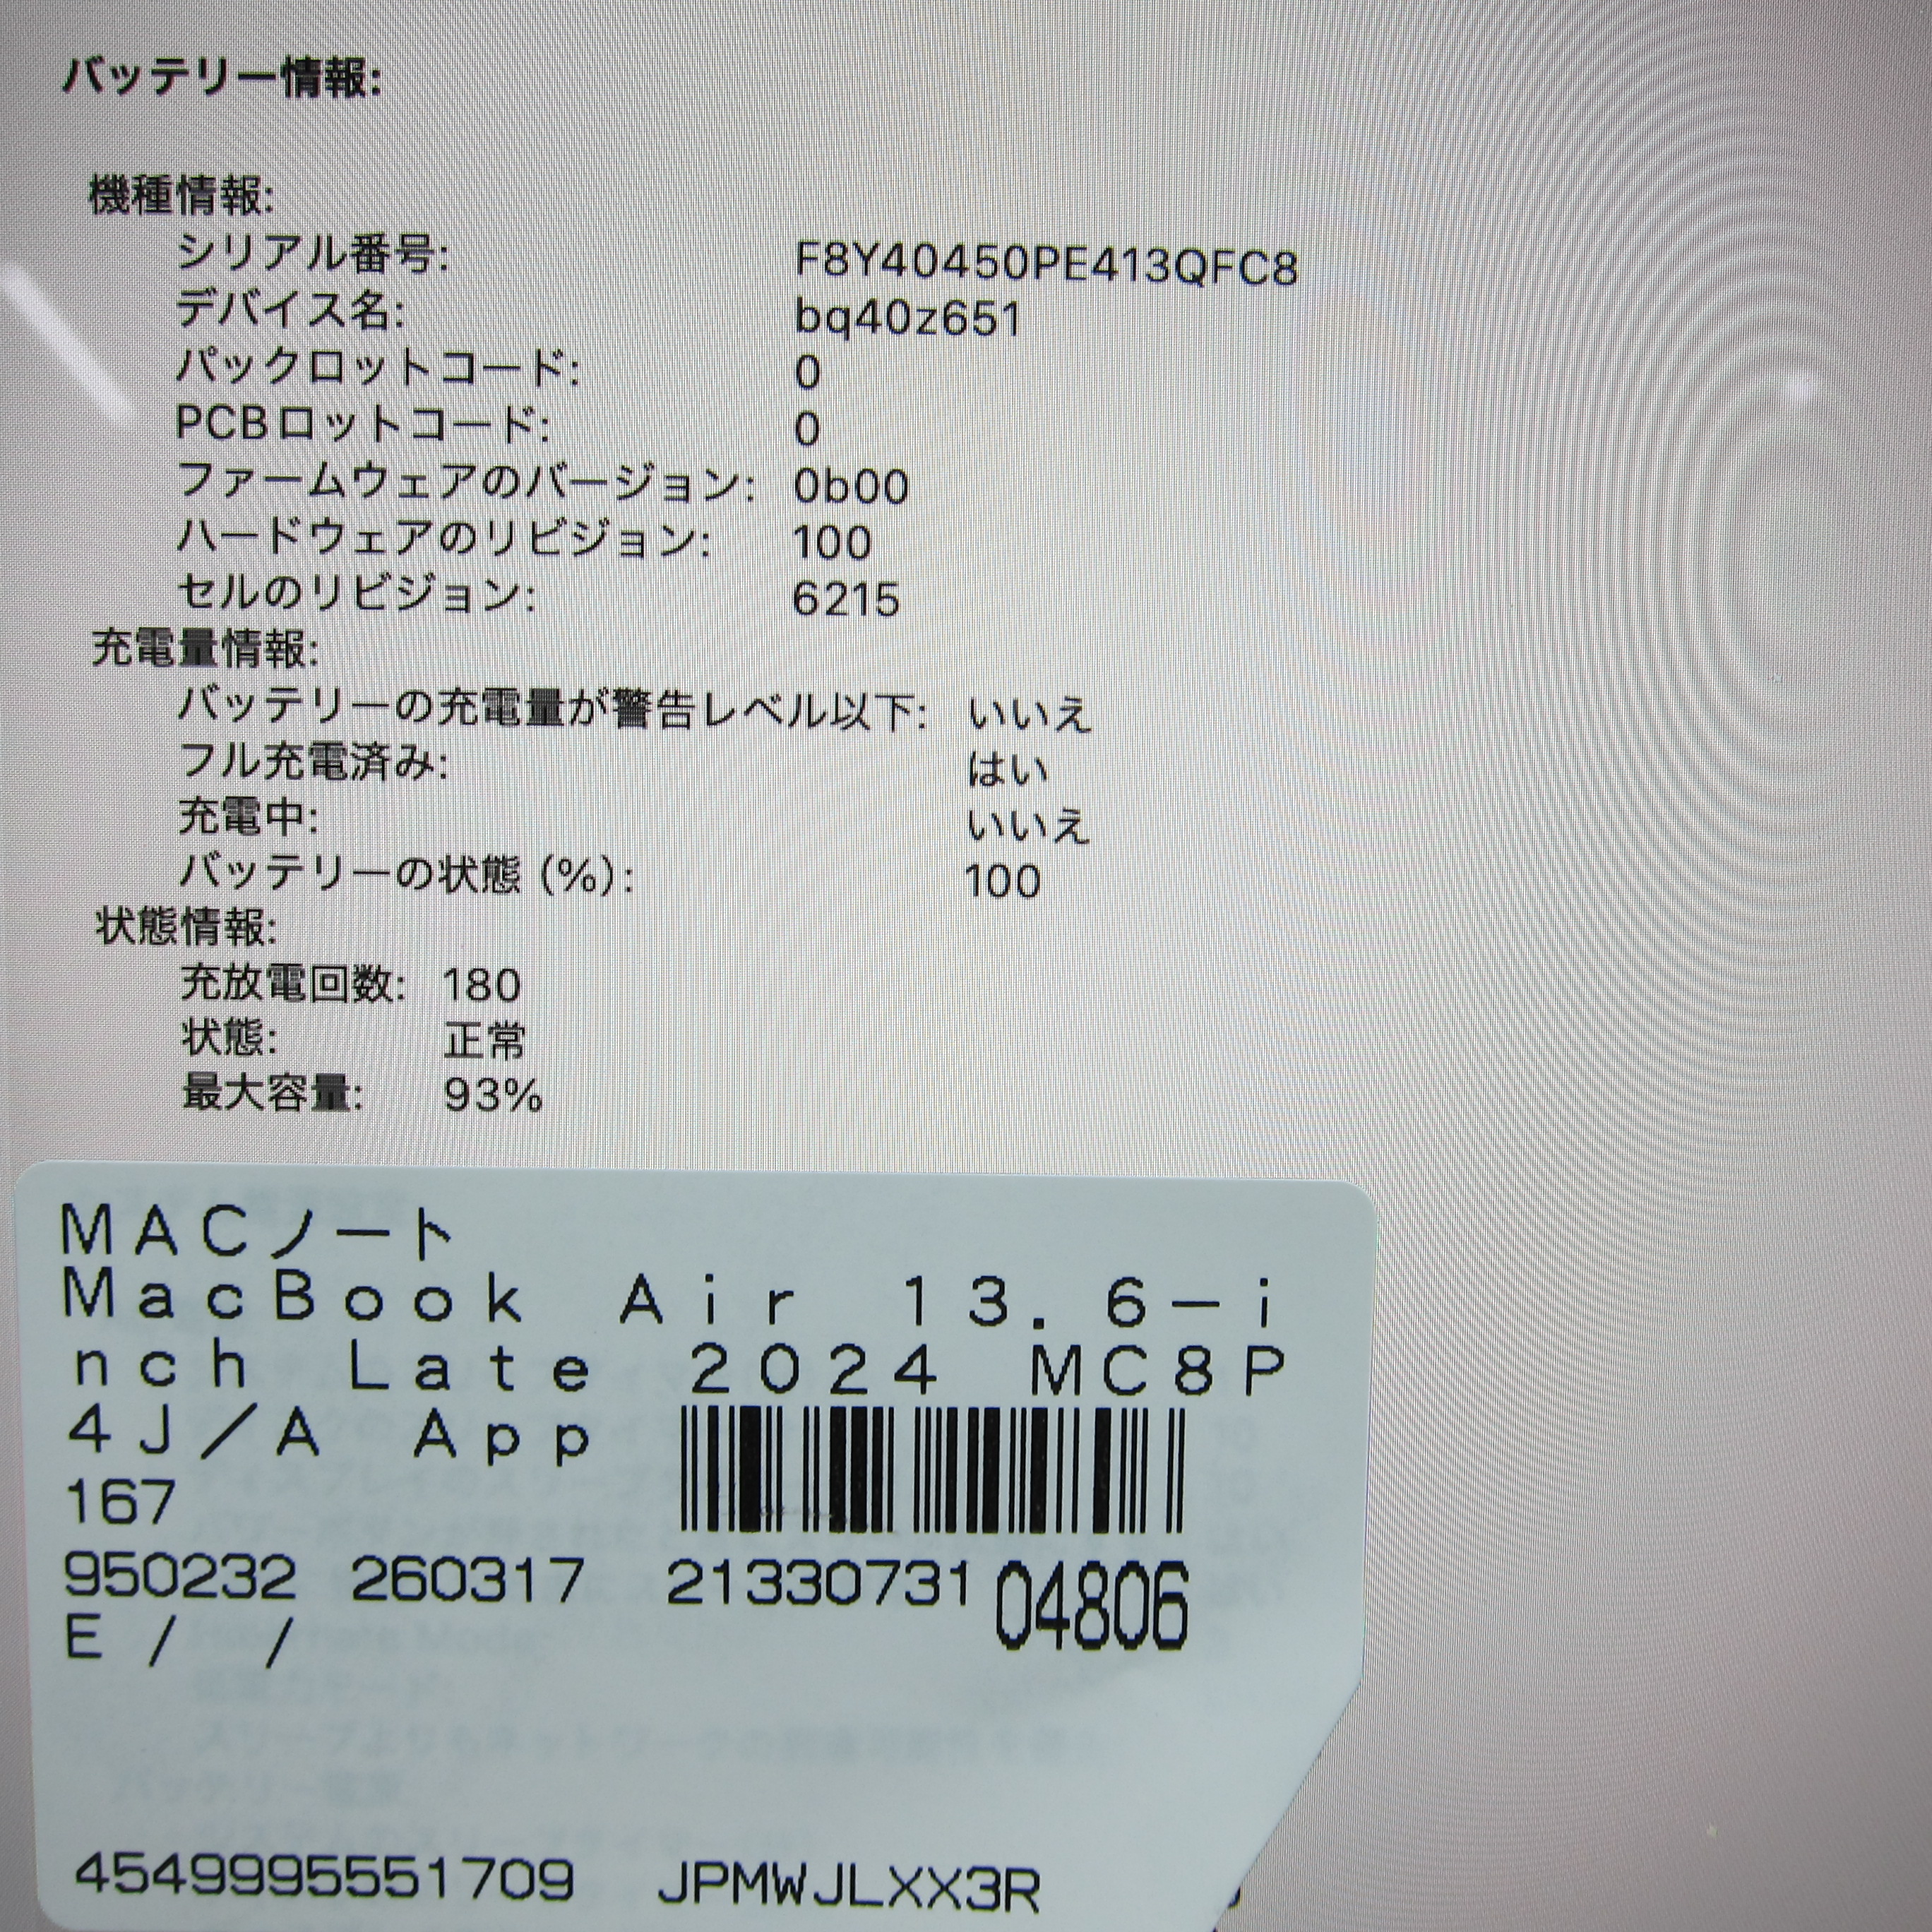 バッテリー情報:
機種情報:
シリアル番号: F8Y40450PE413QFC8
デバイス名: bq40z651
パックロットコード: 0
PCBロットコード: 0
ファームウェアのバージョン: 0b00
ハードウェアのリビジョン: 100
セルのリビジョン: 6215
充電量情報:
バッテリーの充電量が警告レベル以下: いいえ
フル充電済み: はい
充電中: いいえ
バッテリーの状態 (%): 100
状態情報:
充放電回数: 180
状態: 正常
最大容量: 93%
MACノート
MacBook Air 13.6-i
nch Late 2024 MC8P
4J/A App
167
950232 260317 21330731 04806
E / /
4549995551709 JPMWJLXX3R